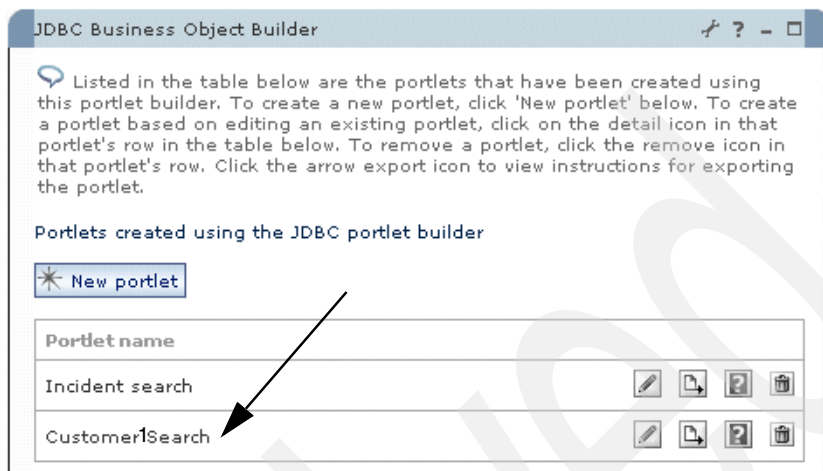 JDBC Business Object Builder ? 
Listed in the table below are the portlets that have been created using
this portlet builder. To create a new portlet, click 'New portlet' below. To create
a portlet based on editing an existing portlet, click on the detail icon in that
portlet's row in the table below. To remove a portlet, click the remove icon in
that portlet's row. Click the arrow export icon to view instructions for exporting
the portlet.
Portlets created using the JDBC portlet builder
New portlet
Portlet name
Incident search ?
Customer1Search ?